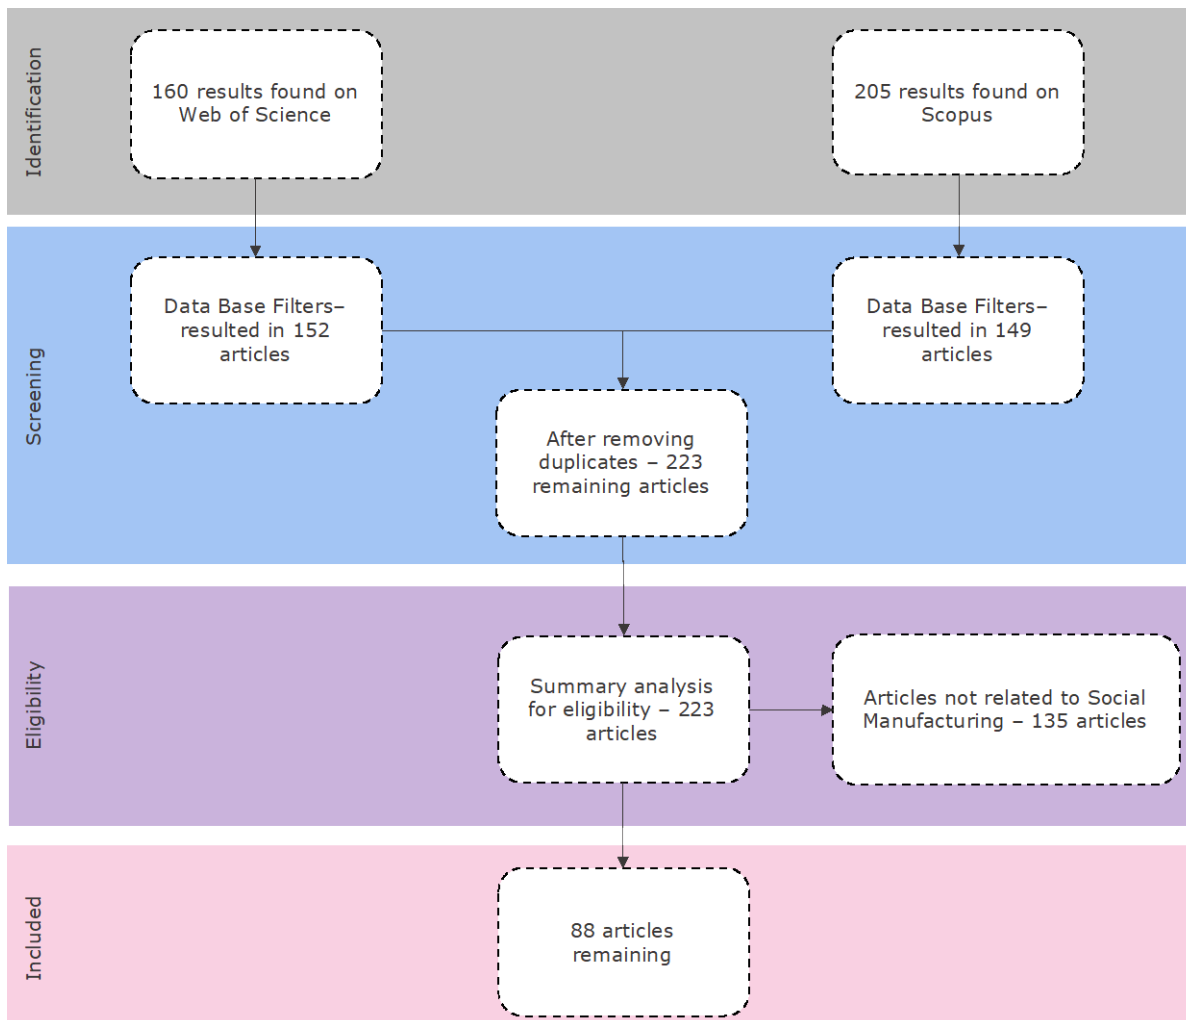 Identification
160 results found on
Web of Science
205 results found on
Scopus
Screening
Data Base Filters–
resulted in 152
articles
Data Base Filters–
resulted in 149
articles
After removing
duplicates – 223
remaining articles
Eligibility
Summary analysis
for eligibility – 223
articles
Articles not related to Social
Manufacturing – 135 articles
Included
88 articles
remaining